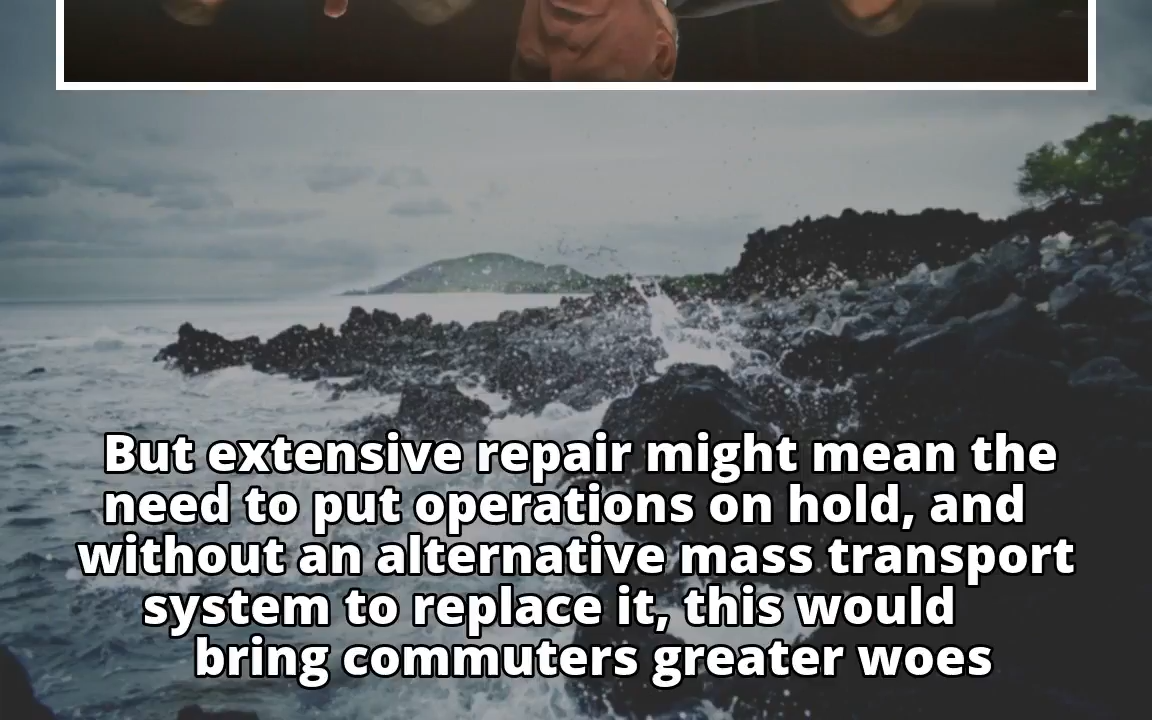 But extensive repair might mean the
need to put operations on hold, and
without an alternative mass transport
system to replace it, this would
bring commuters greater woes